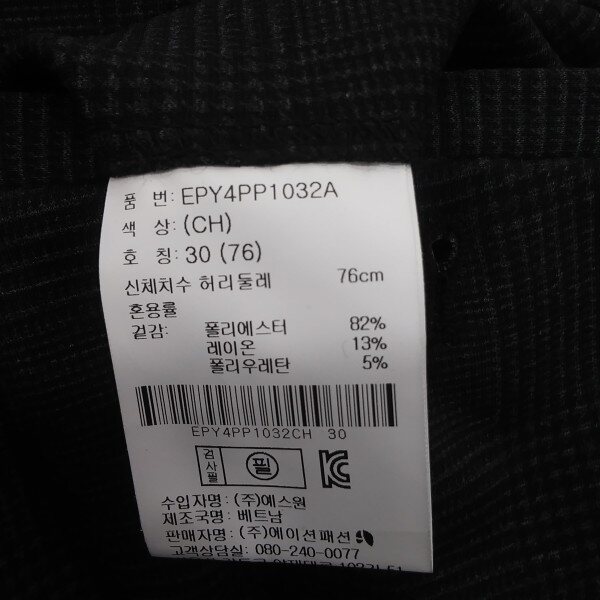 품 번: EPY4PP1032A
색 상: (CH)
호 칭: 30 (76)
신체치수 허리둘레 76cm
혼용률
겉감: 폴리에스터 82%
레이온 13%
폴리우레탄 5%
EPY4PP1032CH 30
검사필 필 KC
수입자명: (주)예스원
제조국명: 베트남
판매자명: (주)에이션패션
고객상담실: 080-240-0077